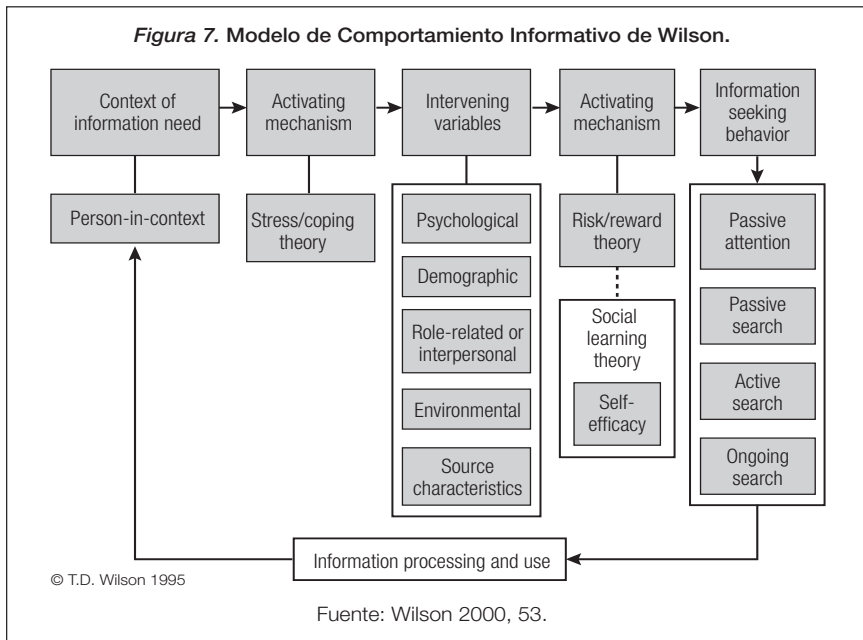 Figura 7. Modelo de Comportamiento Informativo de Wilson.
Context of
information need
Activating
mechanism
Intervening
variables
Activating
mechanism
Information
seeking
behavior
Person-in-context
Stress/coping
theory
Psychological
Demographic
Role-related or
interpersonal
Environmental
Source
characteristics
Risk/reward
theory
Social
learning
theory
Self-
efficacy
Passive
attention
Passive
search
Active
search
Ongoing
search
Information processing and use
© T.D. Wilson 1995
Fuente: Wilson 2000, 53.